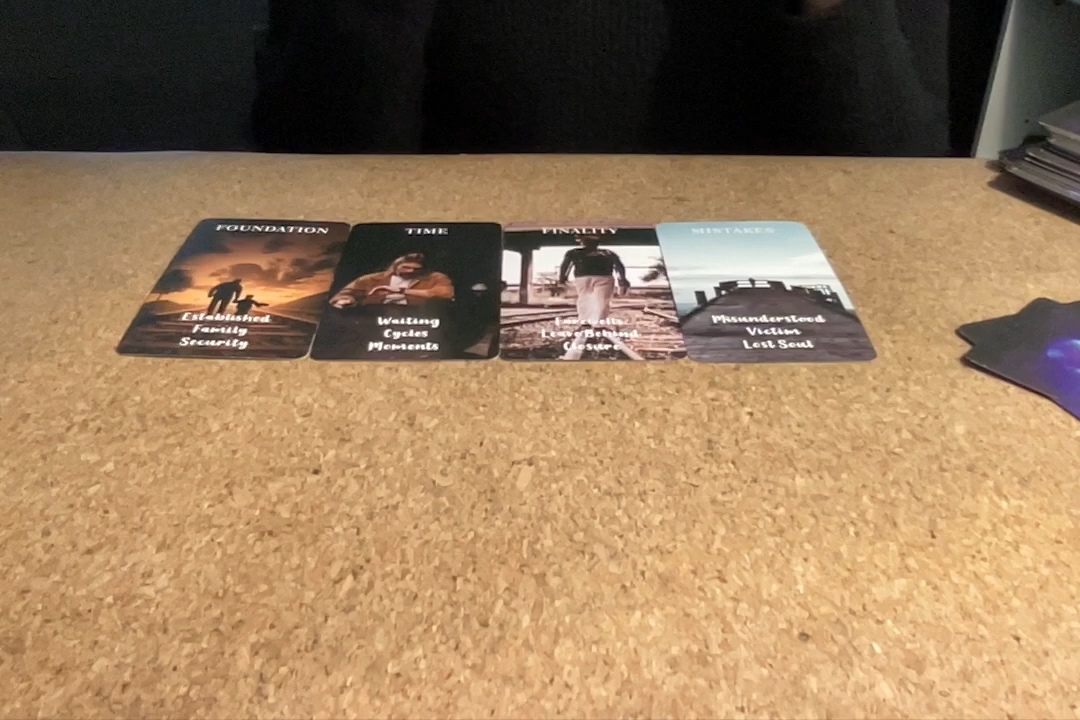 FOUNDATION
Established
Family
Security
TIME
Waiting
Cycles
Moments
FINALITY
Farewells
Leave Behind
Closure
MISTAKES
Misunderstood
Victim
Lost Soul